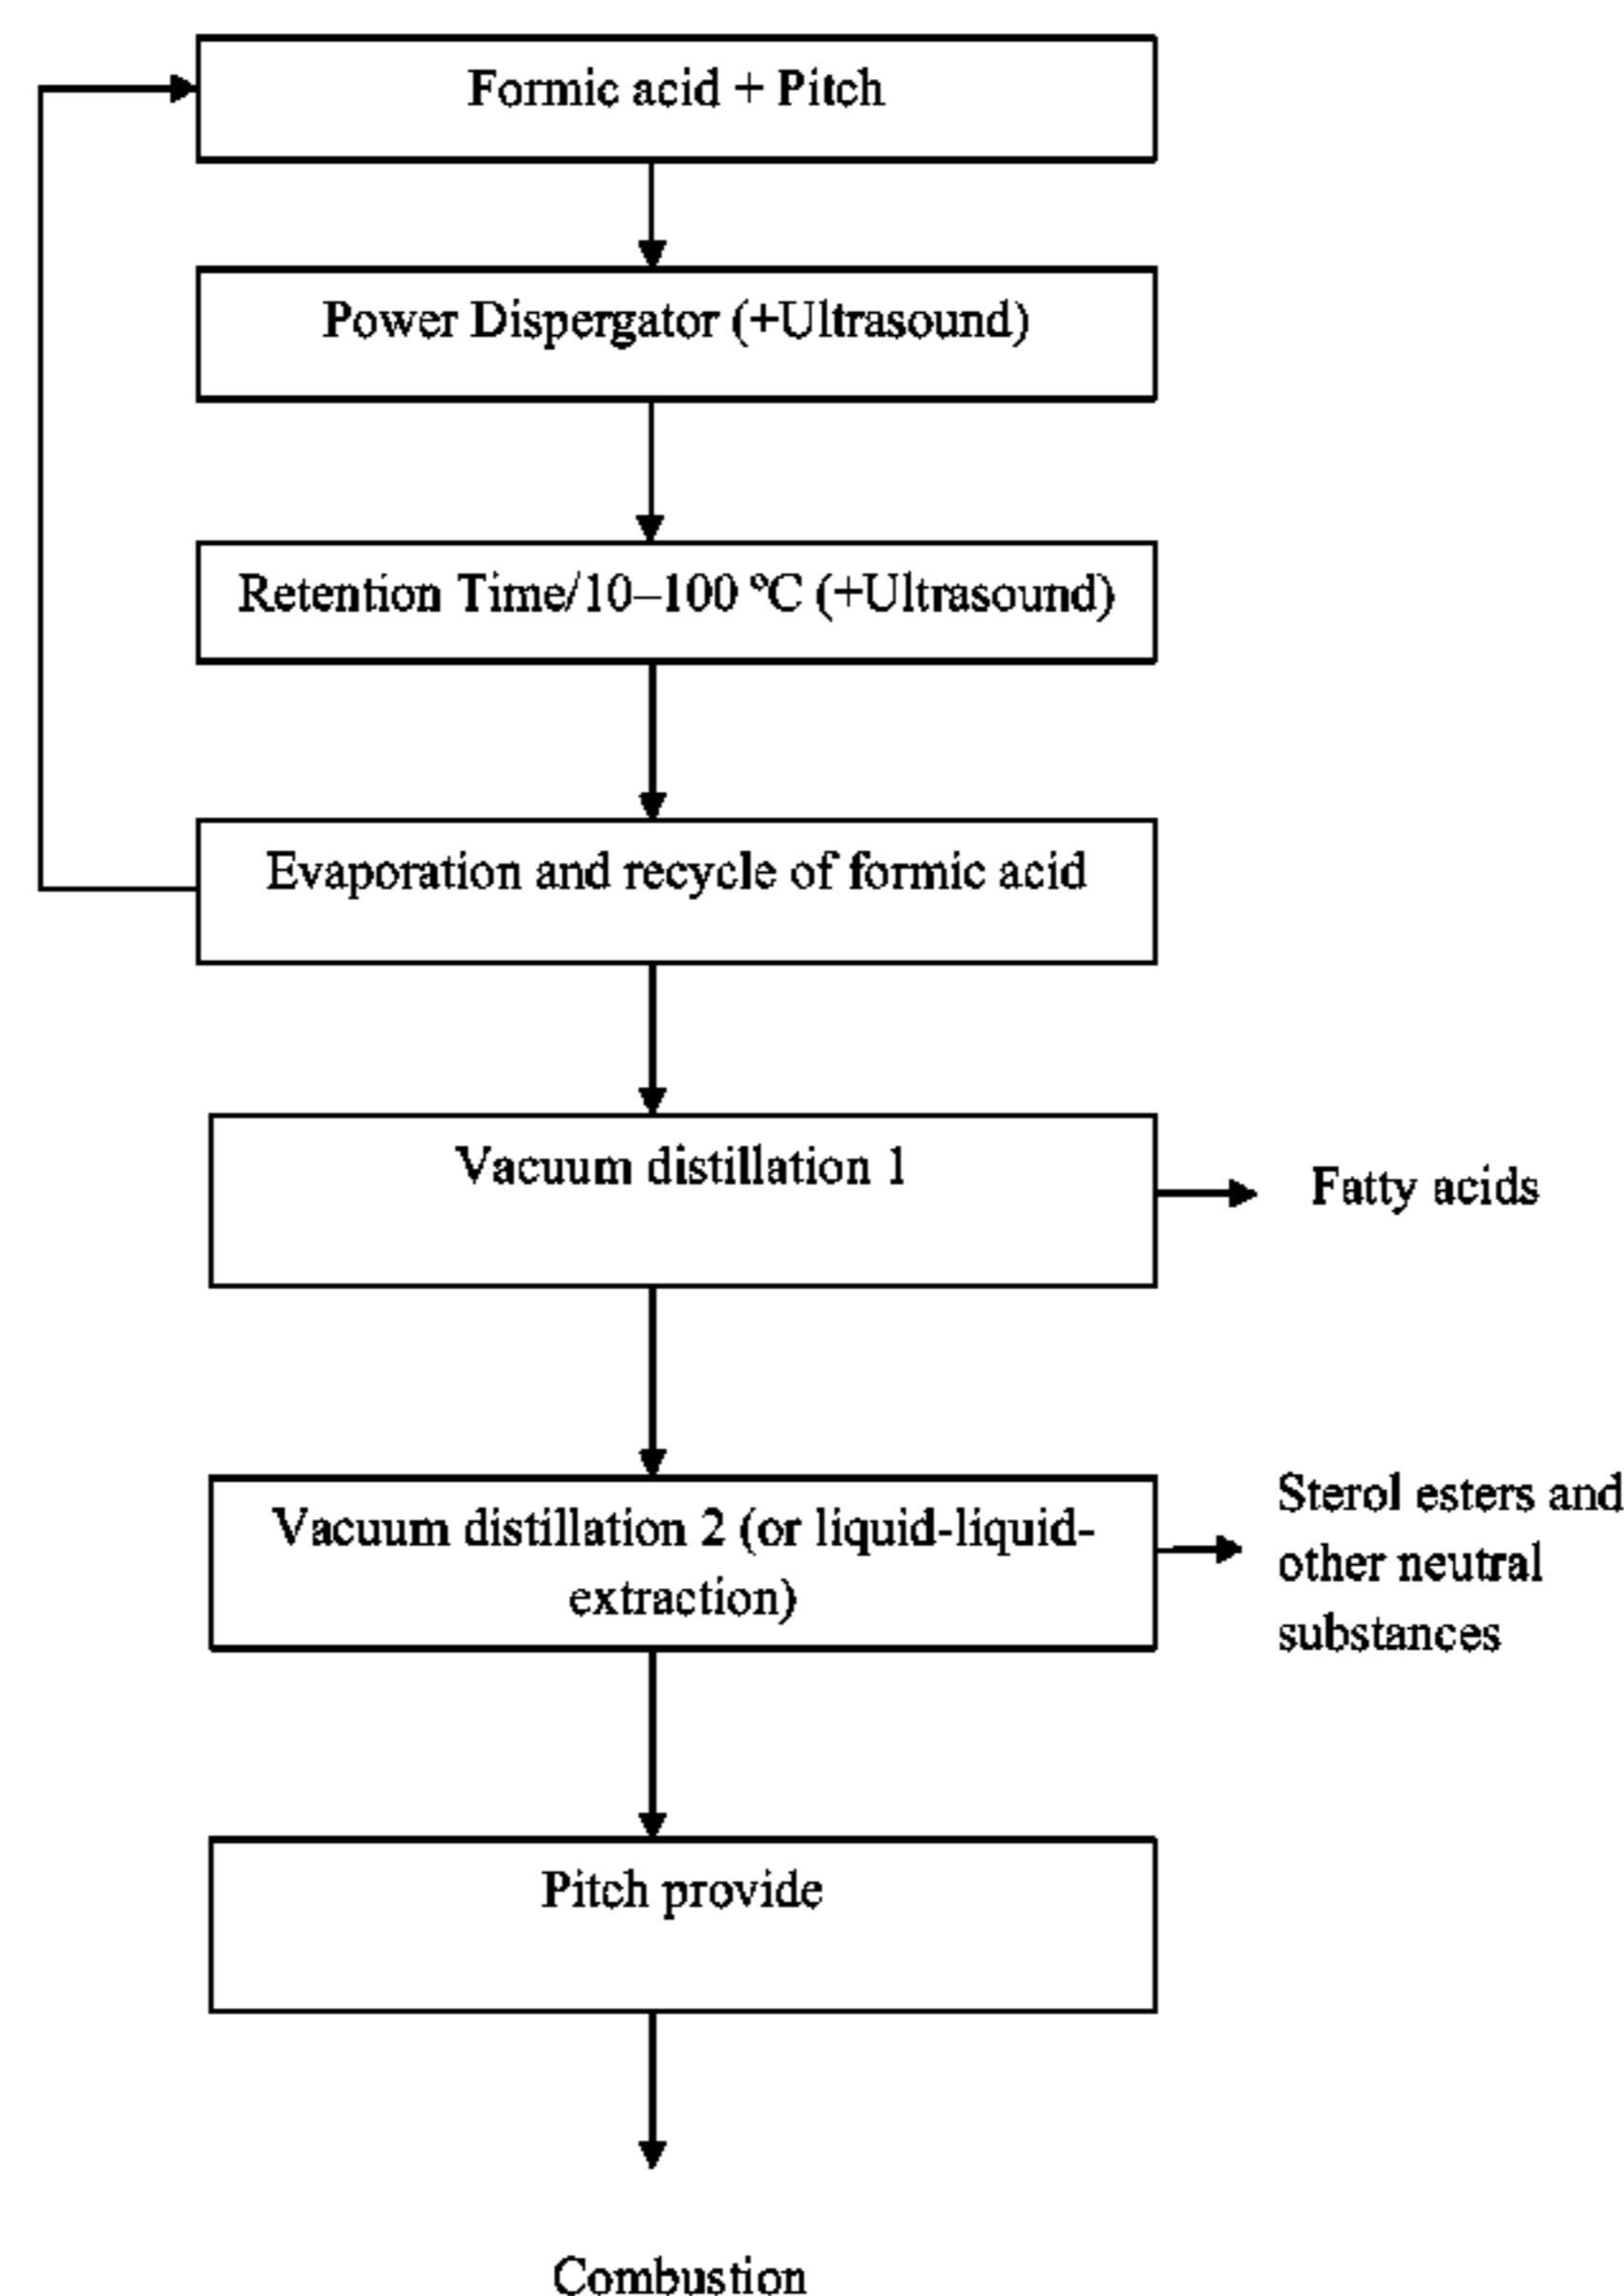 Formic acid + Pitch
Power Dispergator (+Ultrasound)
Retention Time/10–100 ºC (+Ultrasound)
Evaporation and recycle of formic acid
Vacuum distillation 1
Fatty acids
Vacuum distillation 2 (or liquid-liquid-
extraction)
Sterol esters and
other neutral
substances
Pitch provide
Combustion